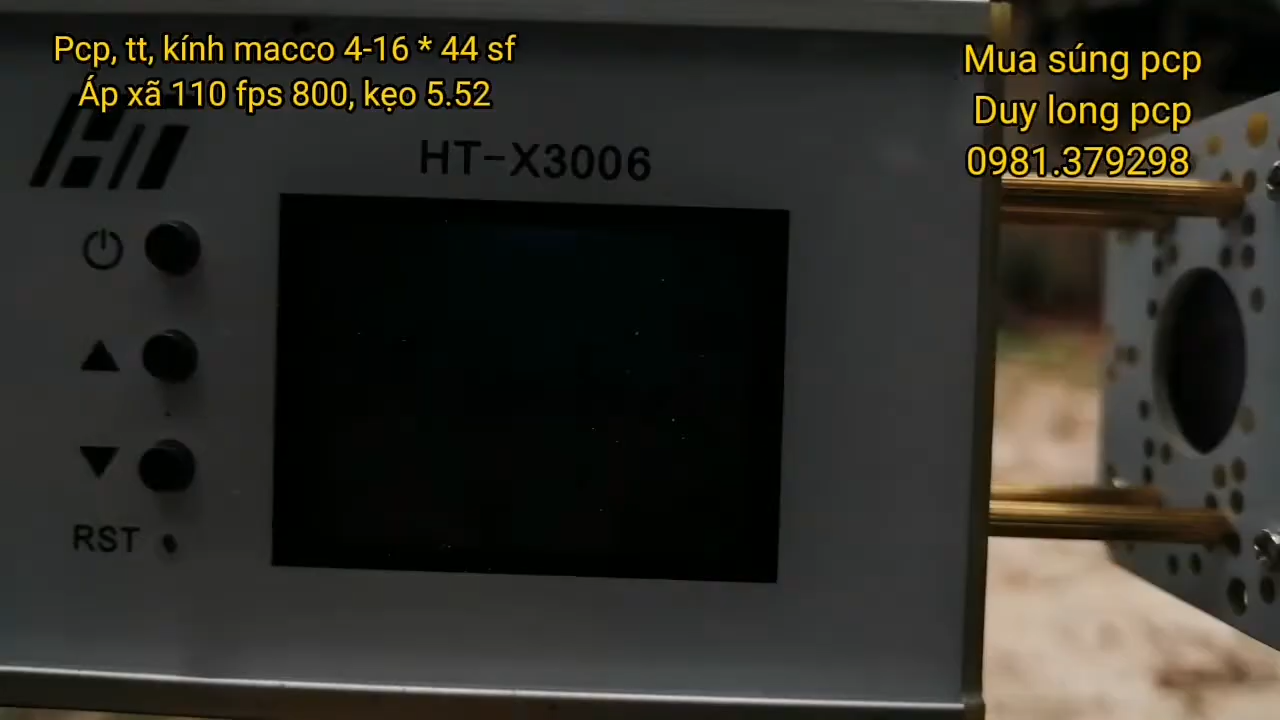 Pcp, tt, kính macco 4-16 * 44 sf
Áp xã 110 fps 800, kẹo 5.52
Mua súng pcp
Duy long pcp
0981.379298
HT
HT-X3006
RST